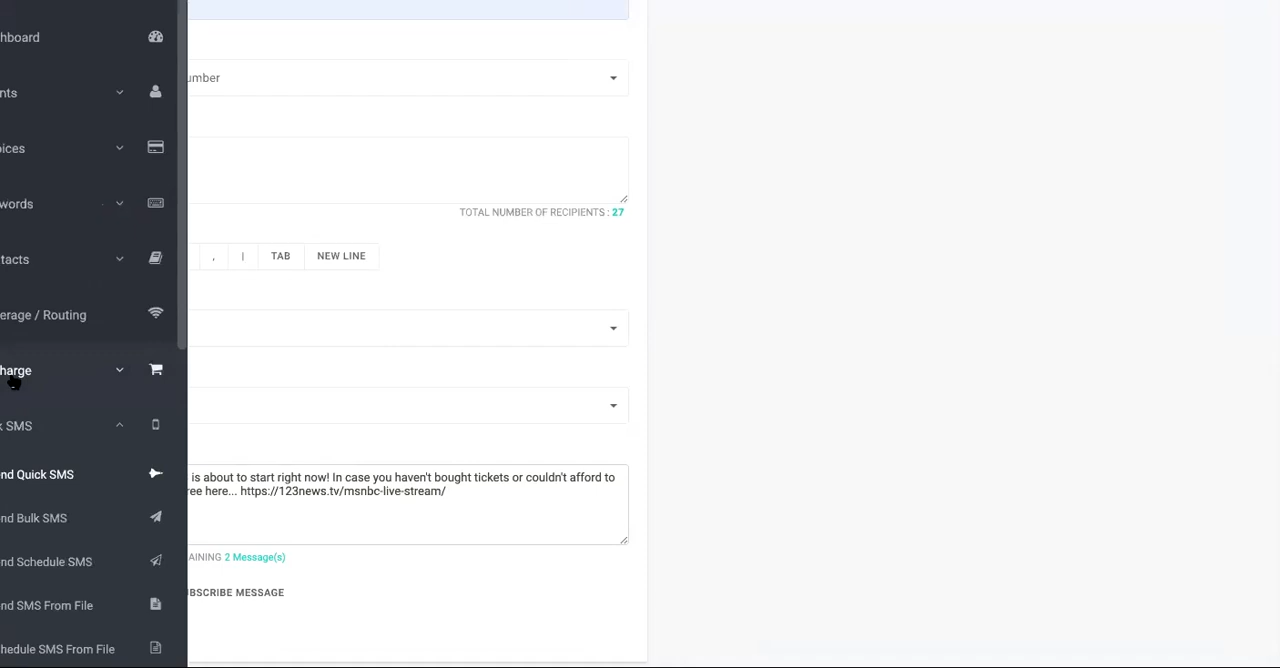 hboard
nts
oices
words
tacts
erage / Routing
harge
k SMS
nd Quick SMS
nd Bulk SMS
nd Schedule SMS
nd SMS From File
hedule SMS From File
umber
TOTAL NUMBER OF RECIPIENTS : 27
, | TAB NEW LINE
is about to start right now! In case you haven't bought tickets or couldn't afford to
ree here... https://123news.tv/msnbc-live-stream/
AINING 2 Message(s)
UBSCRIBE MESSAGE